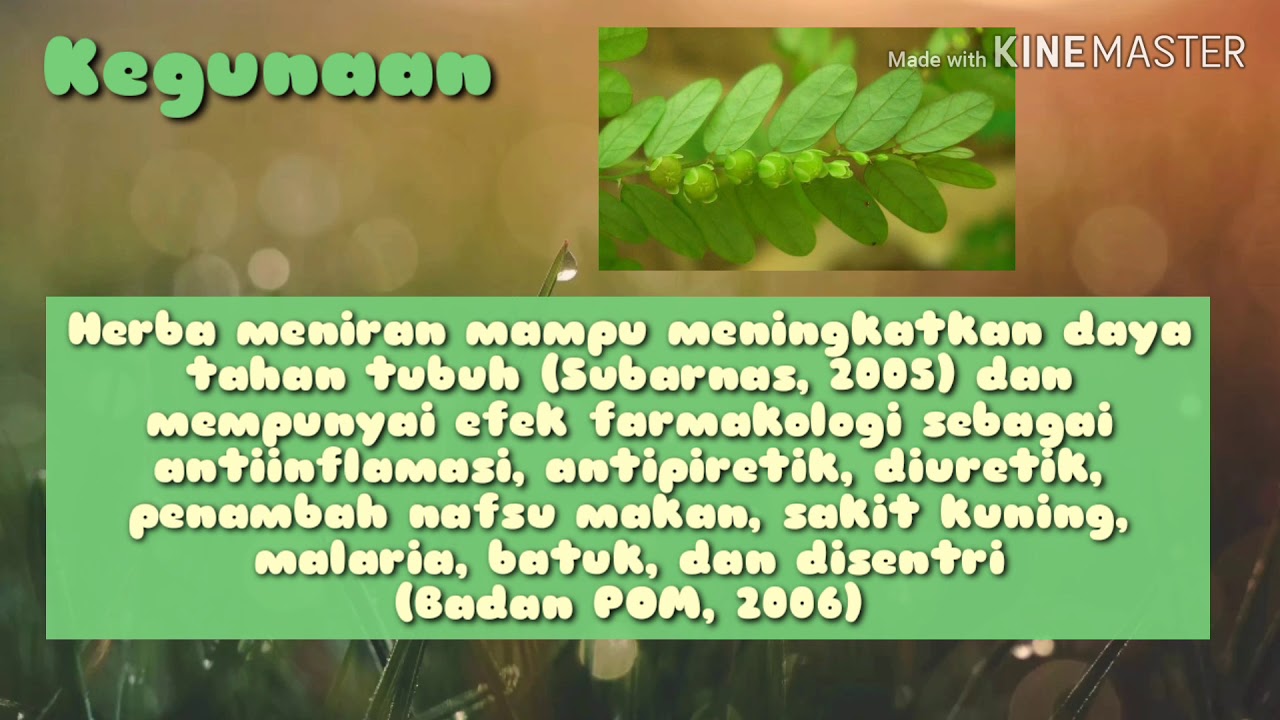 Kegunaan
Made with KINEMASTER
Herba meniran mampu meningkatkan daya
tahan tubuh (Subarnas, 2005) dan
mempunyai efek farmakologi sebagai
antiinflamasi, antipiretik, diuretik,
penambah nafsu makan, sakit kuning,
malaria, batuk, dan disentri
(Badan POM, 2006)